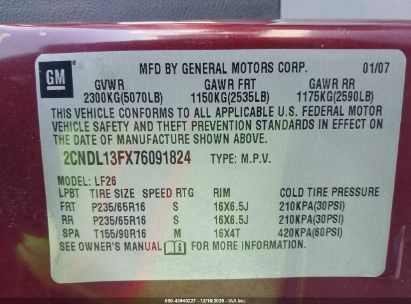 GM
MFD BY GENERAL MOTORS CORP. 01/07
GVWR GAWR FRT GAWR RR
2300KG(5070LB) 1150KG(2535LB) 1175KG(2590LB)
THIS VEHICLE CONFORMS TO ALL APPLICABLE U.S. FEDERAL MOTOR
VEHICLE SAFETY AND THEFT PREVENTION STANDARDS IN EFFECT ON
THE DATE OF MANUFACTURE SHOWN ABOVE.
2CNDL13FX76091824 TYPE: M.P.V.
MODEL: LF26
LPBT TIRE SIZE SPEED RTG RIM COLD TIRE PRESSURE
FRT P235/65R16 S 16X6.5J 210KPA(30PSI)
RR P235/65R16 S 16X6.5J 210KPA(30PSI)
SPA T155/90R16 M 16X4T 420KPA(60PSI)
SEE OWNER'S MANUAL FOR MORE INFORMATION.